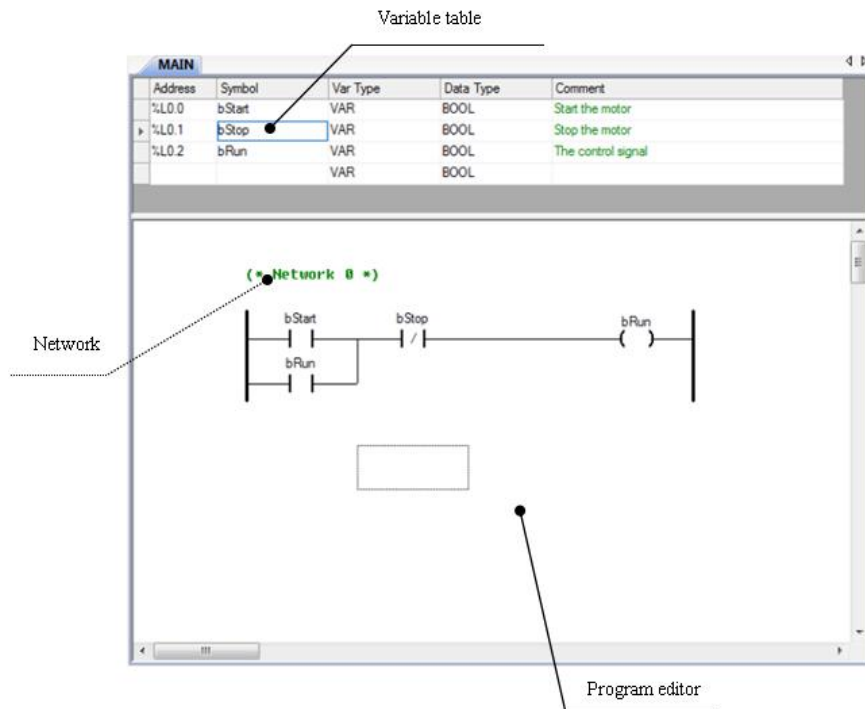 Variable table
MAIN
Address Symbol Var Type Data Type Comment
%L0.0 bStart VAR BOOL Start the motor
%L0.1 bStop VAR BOOL Stop the motor
%L0.2 bRun VAR BOOL The control signal
VAR BOOL
(* Network 0 *)
bStart bStop bRun
Network
bRun
Program editor